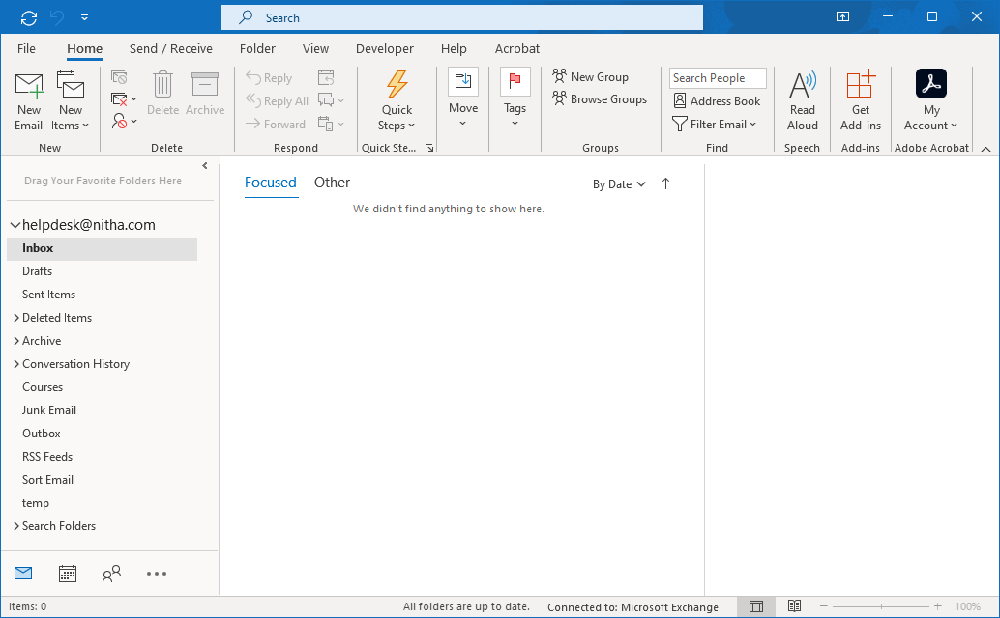 Search
File Home Send / Receive Folder View Developer Help Acrobat
New Email
New Items
New
Delete
Archive
Delete
Reply
Reply All
Forward
Respond
Quick Steps
Quick Ste...
Move
Tags
New Group
Browse Groups
Groups
Search People
Address Book
Filter Email
Find
Read Aloud
Speech
Get Add-ins
Add-ins
My Account
Adobe Acrobat
Drag Your Favorite Folders Here
helpdesk@nitha.com
Inbox
Drafts
Sent Items
Deleted Items
Archive
Conversation History
Courses
Junk Email
Outbox
RSS Feeds
Sort Email
temp
Search Folders
Focused Other By Date
We didn't find anything to show here.
Items: 0 All folders are up to date. Connected to: Microsoft Exchange 100%